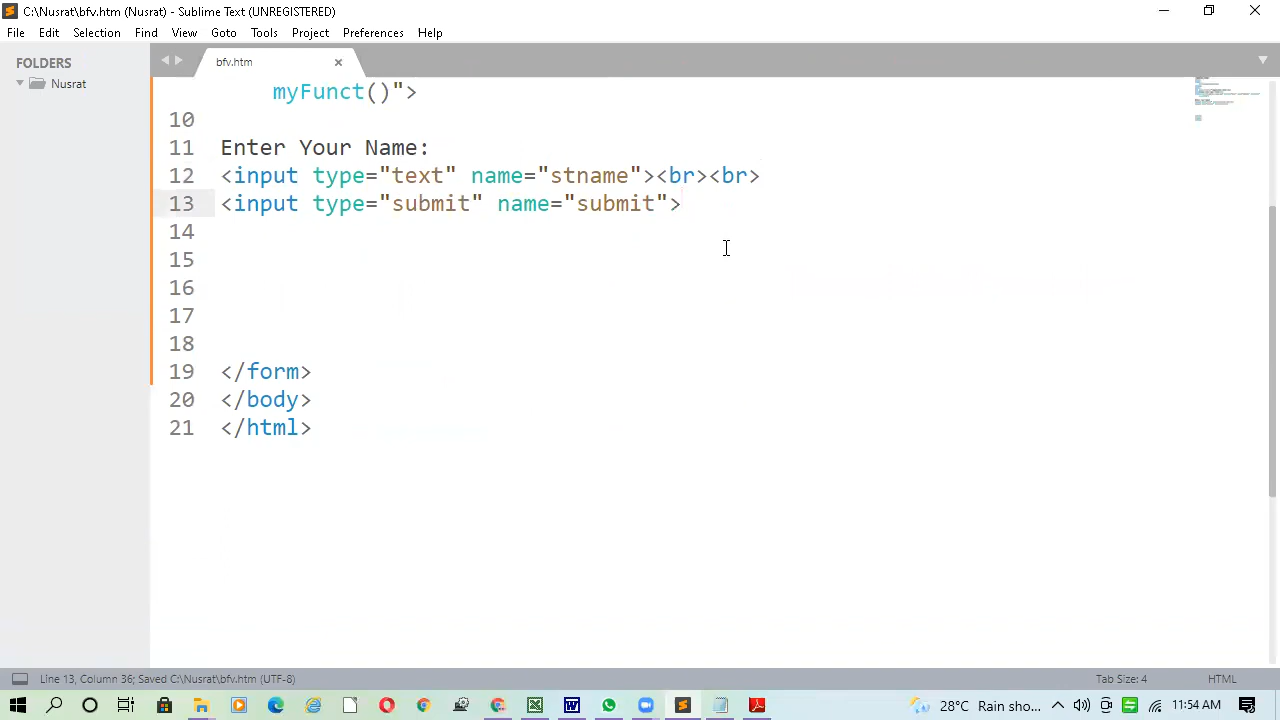 C:\Nusrat\bfv.htm (Nusrat) - Sublime Text (UNREGISTERED)
File Edit Selection Find View Goto Tools Project Preferences Help
FOLDERS
Nusrat
bfv.htm
myFunct()">
10
11 Enter Your Name:
12 <input type="text" name="stname"><br><br>
13 <input type="submit" name="submit">
14
15
16
17
18
19 </form>
20 </body>
21 </html>
Line 13, Column 36; Saved C:\Nusrat\bfv.htm (UTF-8) Tab Size: 4 HTML
28°C Rain sho... 11:54 AM